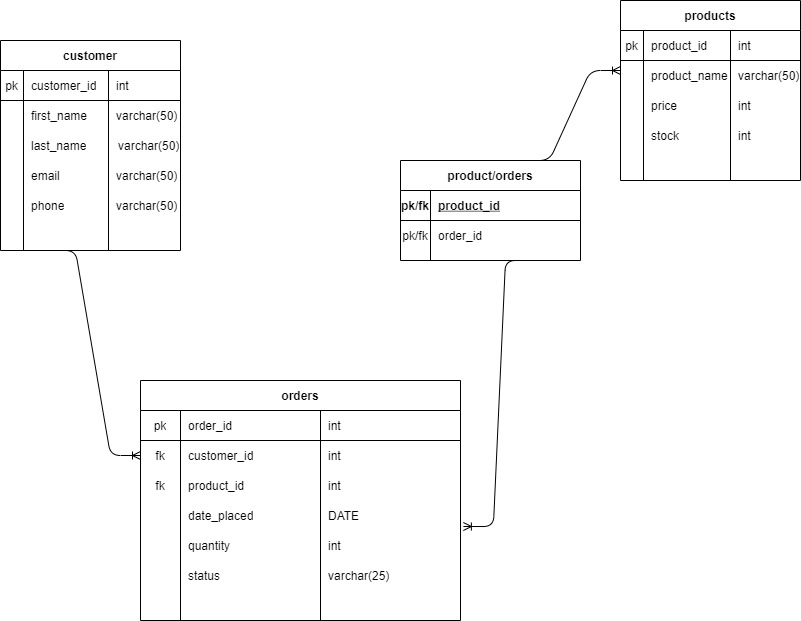 products
pk product_id int
product_name varchar(50)
price int
stock int
customer
pk customer_id int
first_name varchar(50)
last_name varchar(50)
email varchar(50)
phone varchar(50)
product/orders
pk/fk product_id
pk/fk order_id
orders
pk order_id int
fk customer_id int
fk product_id int
date_placed DATE
quantity int
status varchar(25)